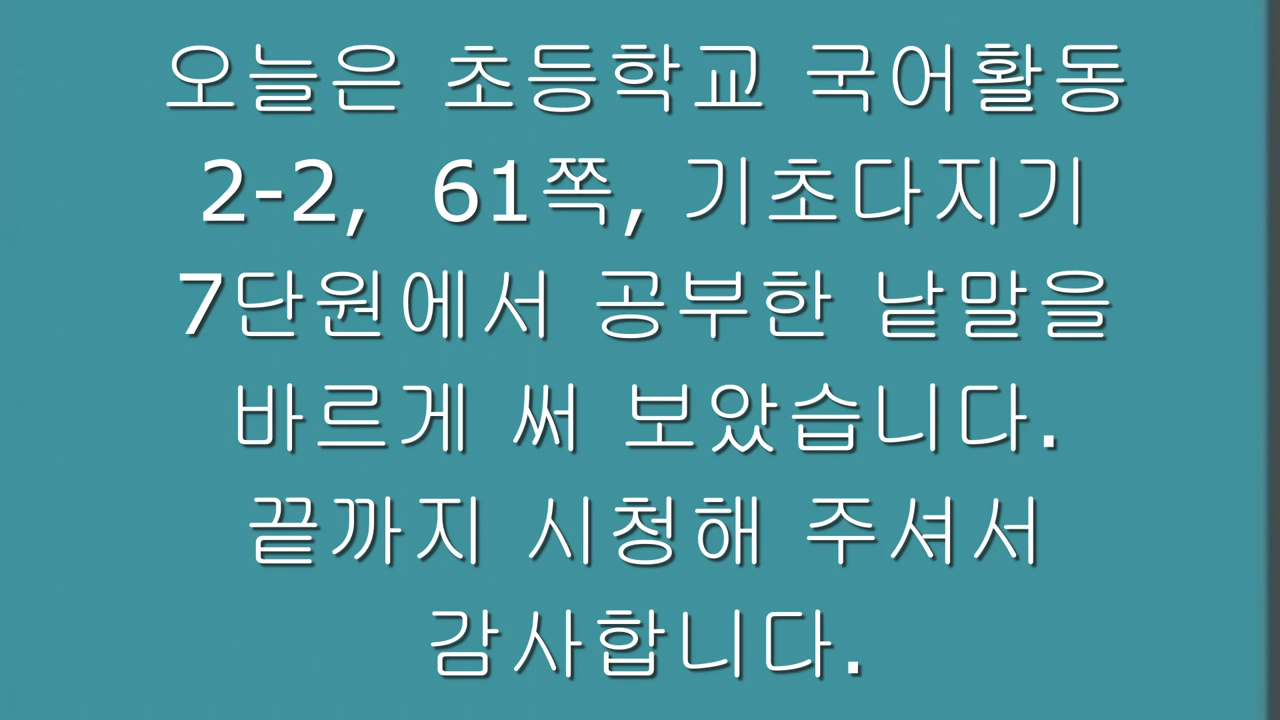 오늘은 초등학교 국어활동
2-2, 61쪽, 기초다지기
7단원에서 공부한 낱말을
바르게 써 보았습니다.
끝까지 시청해 주셔서
감사합니다.